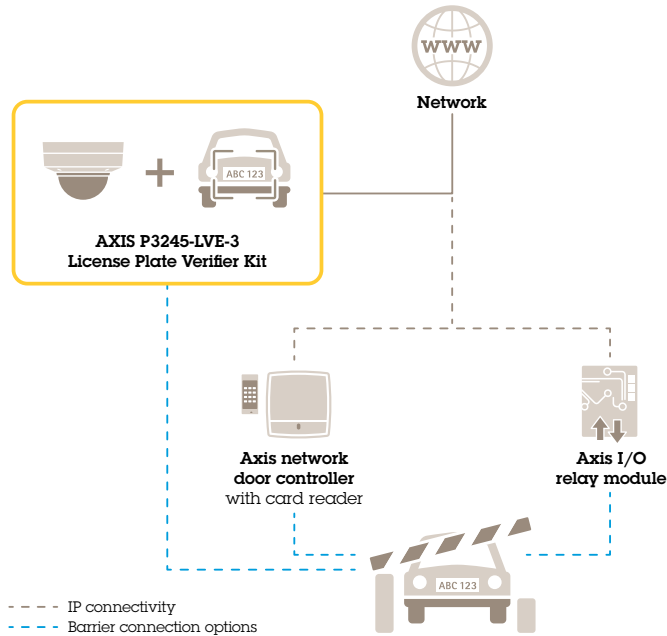 WWW
Network
ABC 123
AXIS P3245-LVE-3
License Plate Verifier Kit
Axis network
door controller
with card reader
Axis I/O
relay module
ABC 123
IP connectivity
Barrier connection options